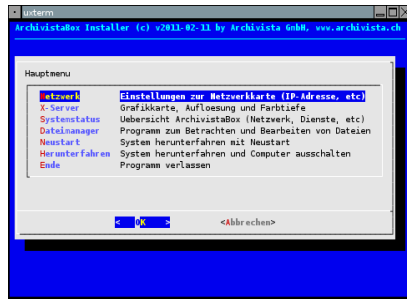 uxterm
ArchivistaBox Installer (c) v2011-02-11 by Archivista GmbH, www.archivista.ch
Hauptmenu
Netzwerk Einstellungen zur Netzwerkkarte (IP-Adresse, etc)
X-Server Grafikkarte, Aufloesung und Farbtiefe
Systemstatus Uebersicht ArchivistaBox (Netzwerk, Dienste, etc)
Dateimanager Programm zum Betrachten und Bearbeiten von Dateien
Neustart System herunterfahren mit Neustart
Herunterfahren System herunterfahren und Computer ausschalten
Ende Programm verlassen
< OK > <Abbrechen>